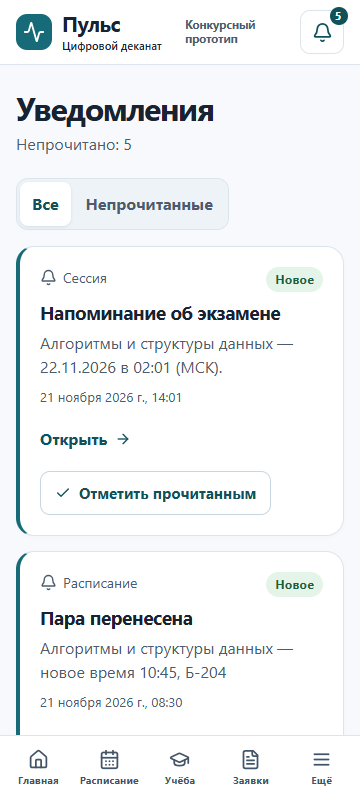 Пульс
Цифровой деканат
Конкурсный
прототип
5
Уведомления
Непрочитано: 5
Все
Непрочитанные
Сессия
Новое
Напоминание об экзамене
Алгоритмы и структуры данных —
22.11.2026 в 02:01 (МСК).
21 ноября 2026 г., 14:01
Открыть
Отметить прочитанным
Расписание
Новое
Пара перенесена
Алгоритмы и структуры данных —
новое время 10:45, Б-204
21 ноября 2026 г., 08:30
Главная
Расписание
Учёба
Заявки
Ещё